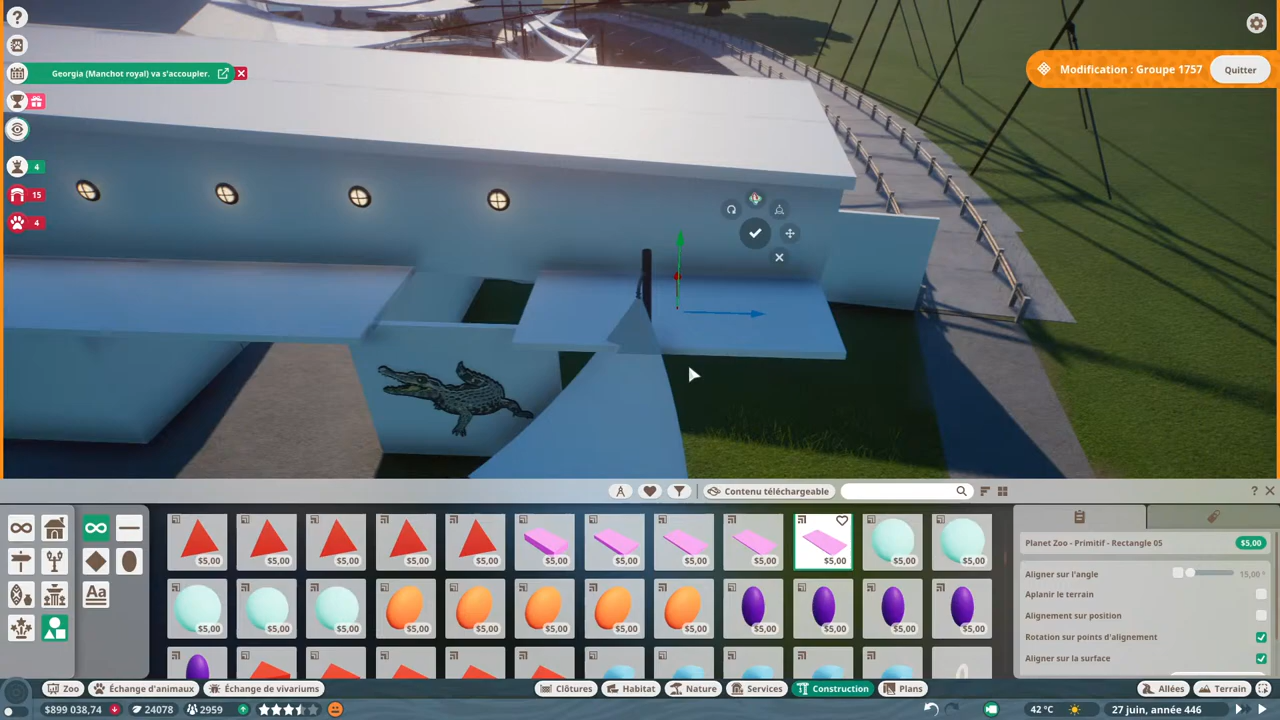 ?
Georgia (Manchot royal) va s'accoupler.
Modification : Groupe 1757
Quitter
4
15
4
Contenu téléchargeable
?
$5,00 $5,00 $5,00 $5,00 $5,00 $5,00 $5,00 $5,00 $5,00 $5,00 $5,00 $5,00
$5,00 $5,00 $5,00 $5,00 $5,00 $5,00 $5,00 $5,00 $5,00 $5,00 $5,00 $5,00
Aa
Planet Zoo - Primitif - Rectangle 05
$5,00
Aligner sur l'angle
15,00 °
Aplanir le terrain
Alignement sur position
Rotation sur points d'alignement
Aligner sur la surface
Zoo
Échange d'animaux
Échange de vivariums
Clôtures
Habitat
Nature
Services
Construction
Plans
Allées
Terrain
$899 038,74
24078
2959
42 °C
27 juin, année 446